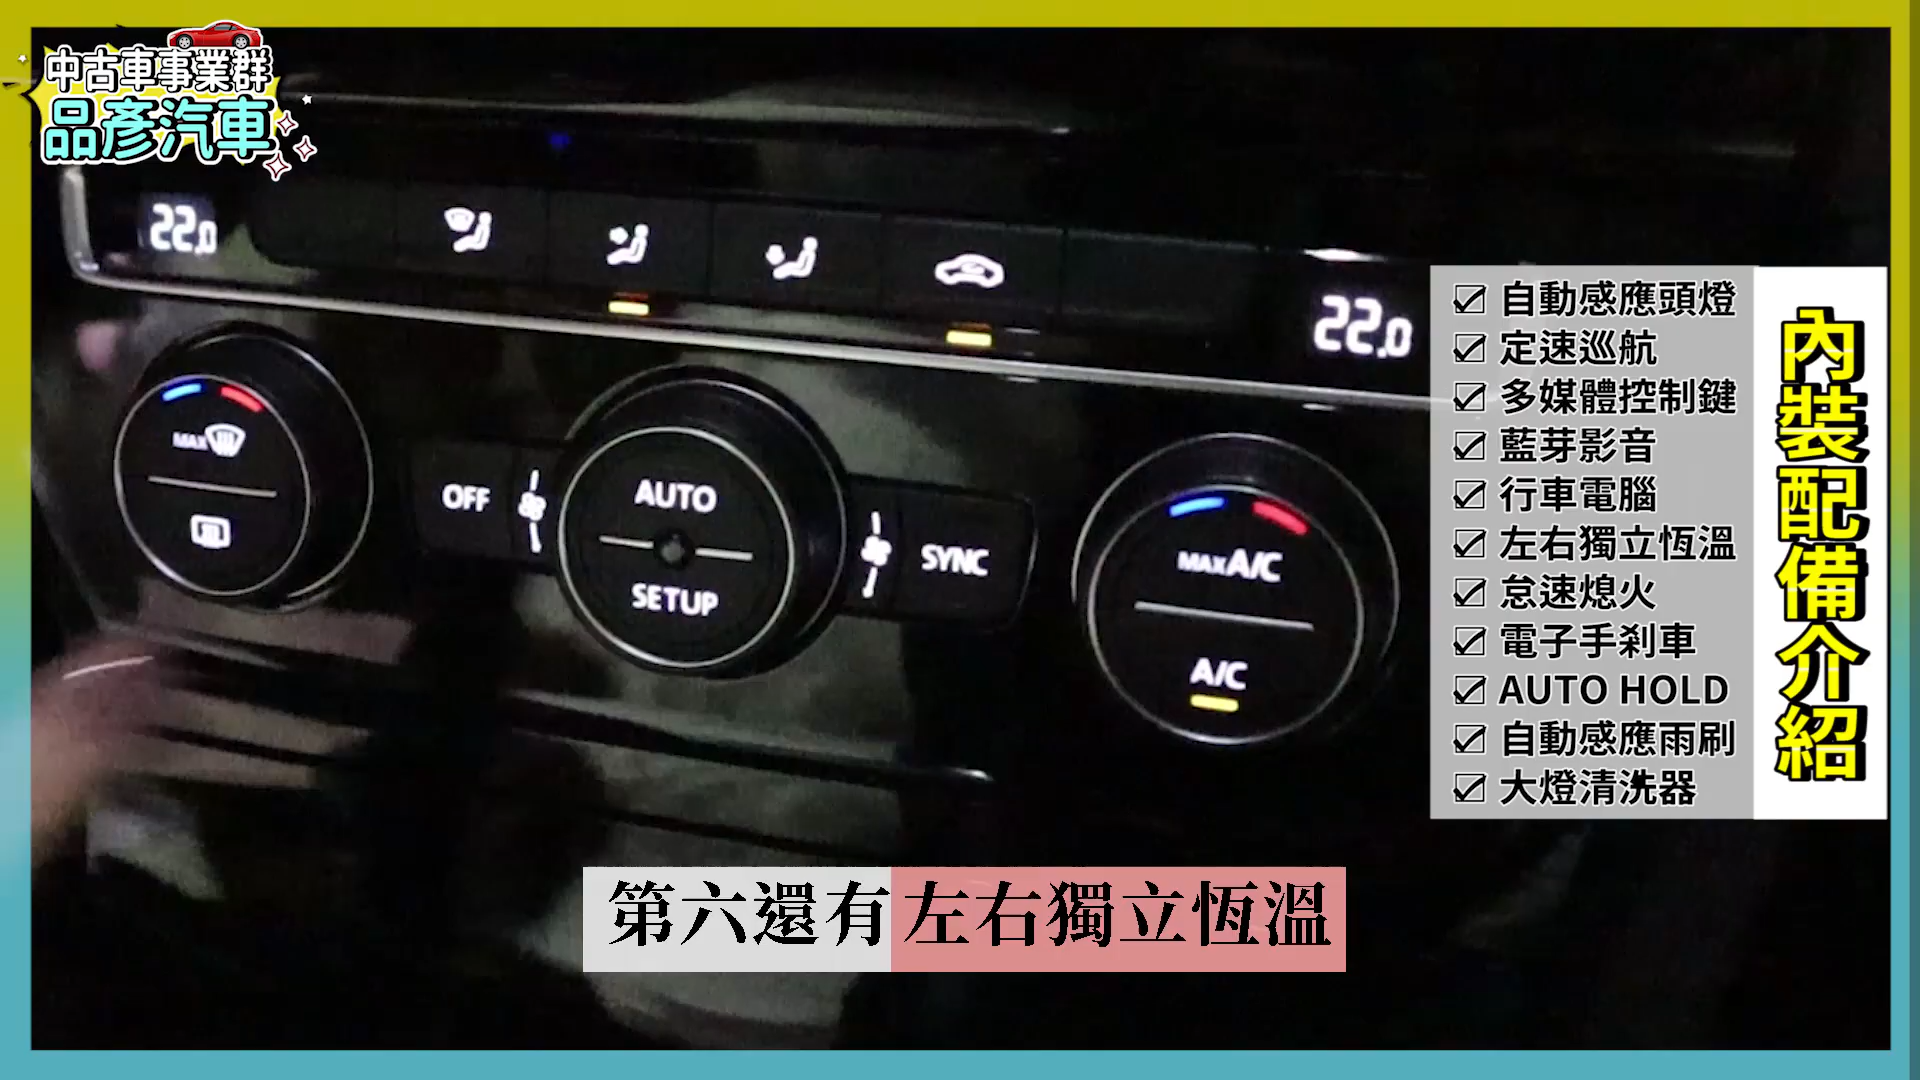 中古車事業群
品彥汽車
22.0
22.0
MAX
OFF
AUTO
SETUP
SYNC
MAX A/C
A/C
自動感應頭燈
定速巡航
多媒體控制鍵
藍芽影音
行車電腦
左右獨立恆溫
怠速熄火
電子手剎車
AUTO HOLD
自動感應雨刷
大燈清洗器
內裝配備介紹
第六還有左右獨立恆溫